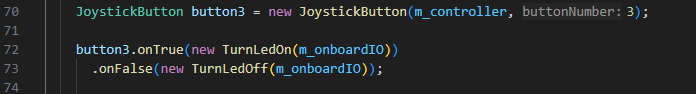 70 JoystickButton button3 = new JoystickButton(m_controller, buttonNumber: 3);
71
72 button3.onTrue(new TurnLedOn(m_onboardIO))
73 .onFalse(new TurnLedOff(m_onboardIO));
74